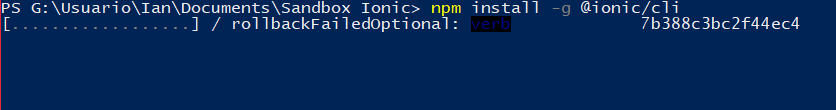 PS G:\Usuario\Ian\Documents\Sandbox Ionic> npm install -g @ionic/cli
[..................] / rollbackFailedOptional: verb 7b388c3bc2f44ec4